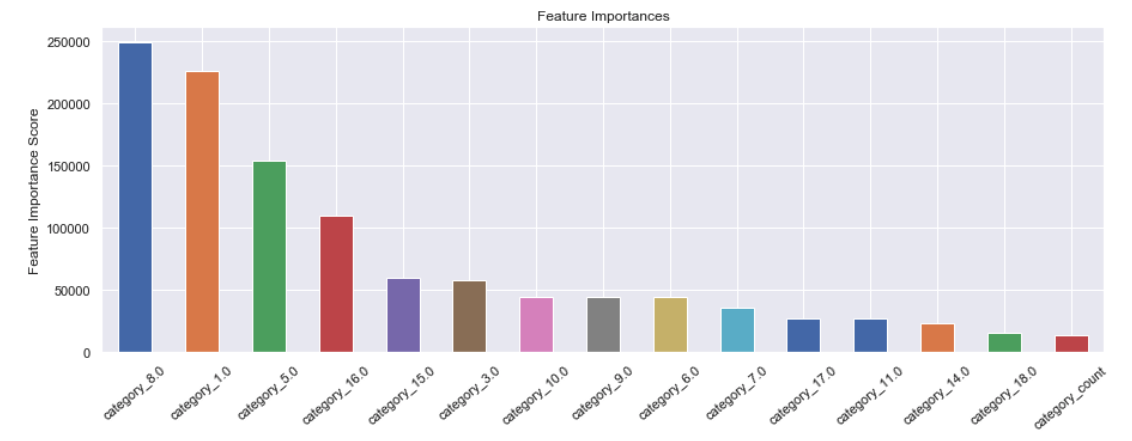 Feature Importances
Feature Importance Score
250000
200000
150000
100000
50000
0
category_8.0
category_1.0
category_5.0
category_16.0
category_15.0
category_3.0
category_10.0
category_9.0
category_6.0
category_7.0
category_17.0
category_11.0
category_14.0
category_18.0
category_count